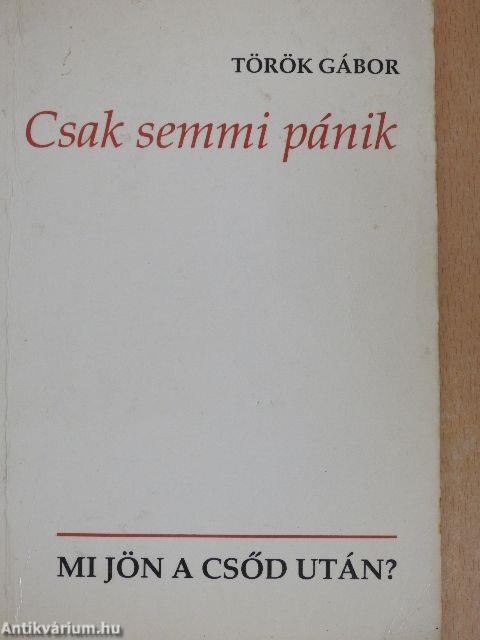 TÖRÖK GÁBOR
Csak semmi pánik
MI JÖN A CSŐD UTÁN?
Antikvárium.hu